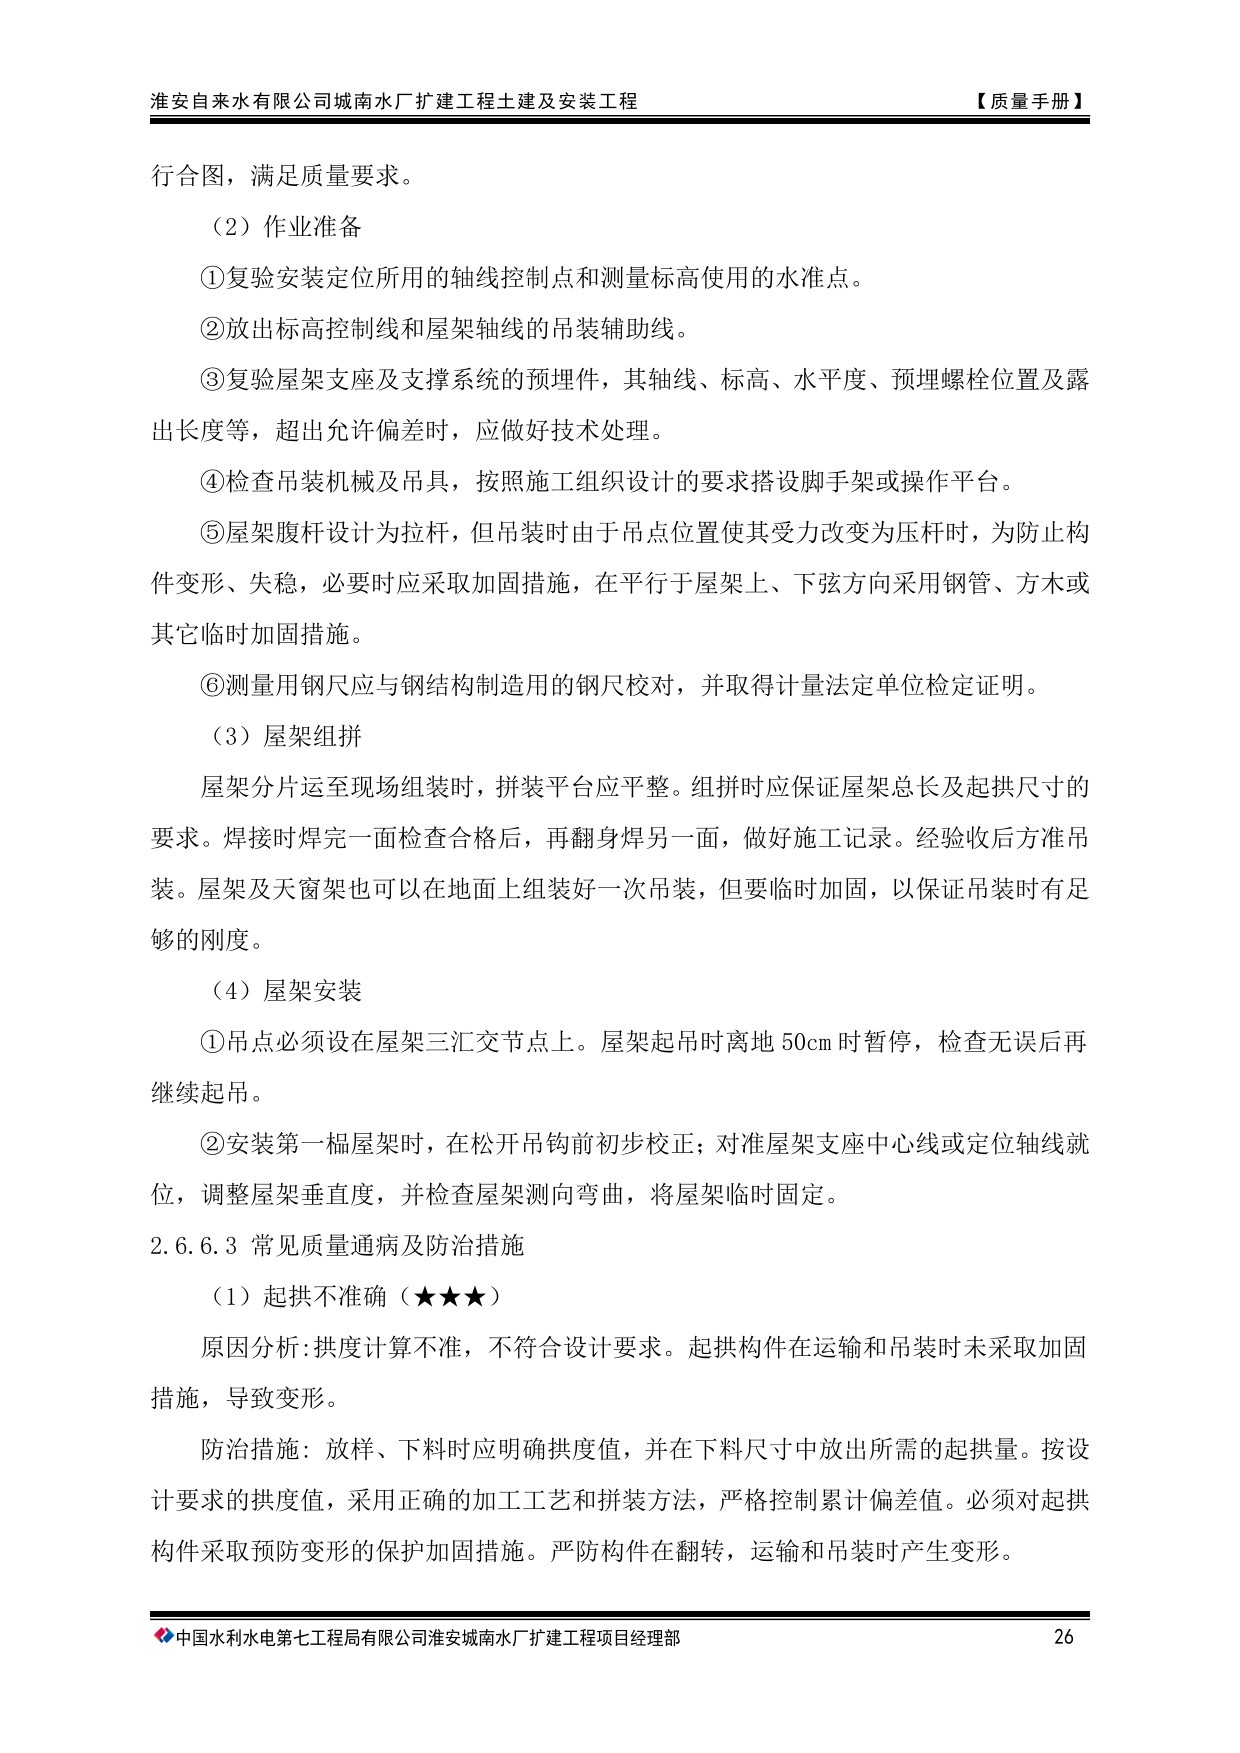 淮安自来水有限公司城南水厂扩建工程土建及安装工程 【质量手册】
行合图，满足质量要求。
（2）作业准备
①复验安装定位所用的轴线控制点和测量标高使用的水准点。
②放出标高控制线和屋架轴线的吊装辅助线。
③复验屋架支座及支撑系统的预埋件，其轴线、标高、水平度、预埋螺栓位置及露
出长度等，超出允许偏差时，应做好技术处理。
④检查吊装机械及吊具，按照施工组织设计的要求搭设脚手架或操作平台。
⑤屋架腹杆设计为拉杆，但吊装时由于吊点位置使其受力改变为压杆时，为防止构
件变形、失稳，必要时应采取加固措施，在平行于屋架上、下弦方向采用钢管、方木或
其它临时加固措施。
⑥测量用钢尺应与钢结构制造用的钢尺校对，并取得计量法定单位检定证明。
（3）屋架组拼
屋架分片运至现场组装时，拼装平台应平整。组拼时应保证屋架总长及起拱尺寸的
要求。焊接时焊完一面检查合格后，再翻身焊另一面，做好施工记录。经验收后方准吊
装。屋架及天窗架也可以在地面上组装好一次吊装，但要临时加固，以保证吊装时有足
够的刚度。
（4）屋架安装
①吊点必须设在屋架三汇交节点上。屋架起吊时离地 50cm 时暂停，检查无误后再
继续起吊。
②安装第一榀屋架时，在松开吊钩前初步校正；对准屋架支座中心线或定位轴线就
位，调整屋架垂直度，并检查屋架测向弯曲，将屋架临时固定。
2.6.6.3 常见质量通病及防治措施
（1）起拱不准确（★★★）
原因分析:拱度计算不准，不符合设计要求。起拱构件在运输和吊装时未采取加固
措施，导致变形。
防治措施: 放样、下料时应明确拱度值，并在下料尺寸中放出所需的起拱量。按设
计要求的拱度值，采用正确的加工工艺和拼装方法，严格控制累计偏差值。必须对起拱
构件采取预防变形的保护加固措施。严防构件在翻转，运输和吊装时产生变形。
中国水利水电第七工程局有限公司淮安城南水厂扩建工程项目经理部 26